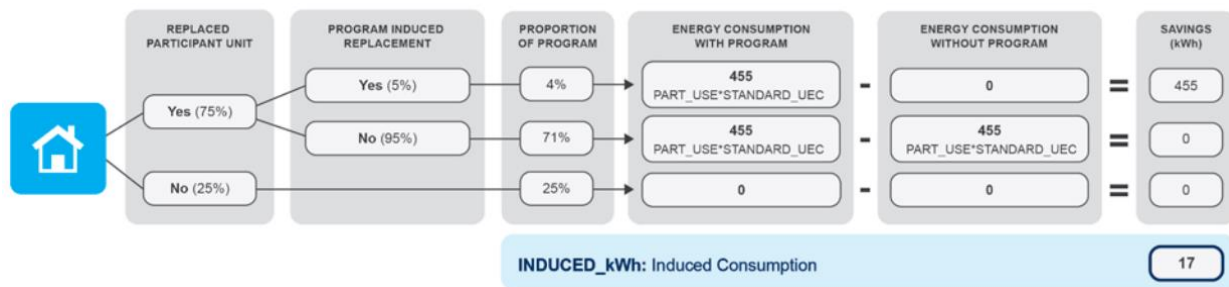 REPLACED
PARTICIPANT UNIT
PROGRAM INDUCED
REPLACEMENT
PROPORTION
OF PROGRAM
ENERGY CONSUMPTION
WITH PROGRAM
ENERGY CONSUMPTION
WITHOUT PROGRAM
SAVINGS
(kWh)
Yes (75%)
Yes (5%)
4%
455
PART_USE*STANDARD_UEC
-
0
=
455
No (95%)
71%
455
PART_USE*STANDARD_UEC
-
455
PART_USE*STANDARD_UEC
=
0
No (25%)
25%
0
-
0
=
0
INDUCED_kWh: Induced Consumption
17